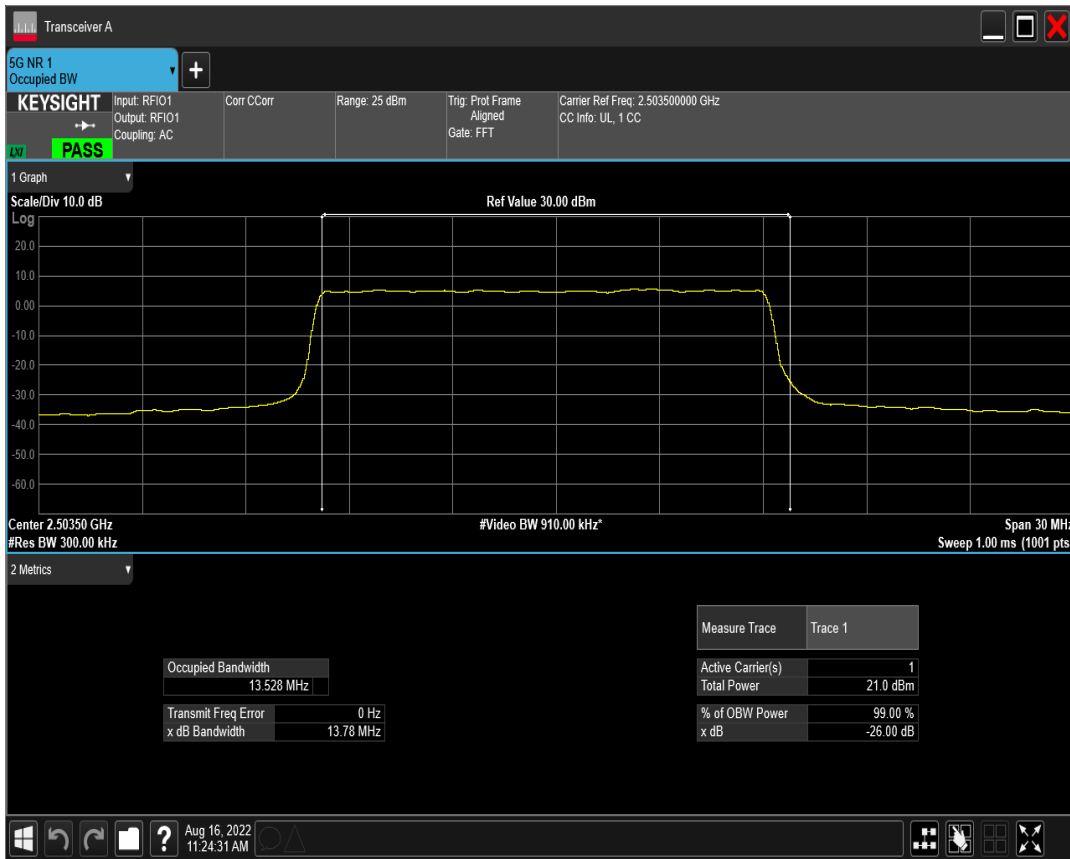 Transceiver A
5G NR 1
Occupied BW
KEYSIGHT
LXI
PASS
Input: RFIO1
Output: RFIO1
Coupling: AC
Corr CCorr
Range: 25 dBm
Trig: Prot Frame
Aligned
Gate: FFT
Carrier Ref Freq: 2.503500000 GHz
CC Info: UL, 1 CC
1 Graph
Scale/Div 10.0 dB
Ref Value 30.00 dBm
Log
20.0
10.0
0.00
-10.0
-20.0
-30.0
-40.0
-50.0
-60.0
Center 2.50350 GHz
#Video BW 910.00 kHz*
Span 30 MHz
#Res BW 300.00 kHz
Sweep 1.00 ms (1001 pts
2 Metrics
Measure Trace Trace 1
Occupied Bandwidth
13.528 MHz
Active Carrier(s) 1
Total Power 21.0 dBm
Transmit Freq Error 0 Hz
x dB Bandwidth 13.78 MHz
% of OBW Power 99.00 %
x dB -26.00 dB
?
Aug 16, 2022
11:24:31 AM